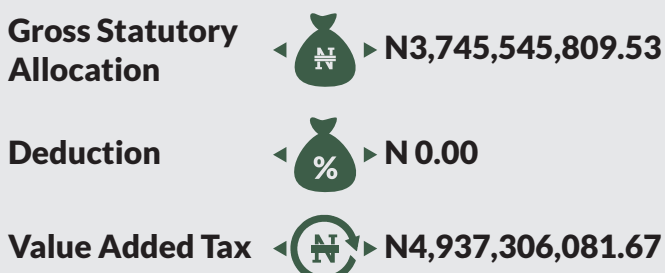 Gross Statutory
Allocation
₦
N3,745,545,809.53
Deduction
%
N 0.00
Value Added Tax
₦
N4,937,306,081.67